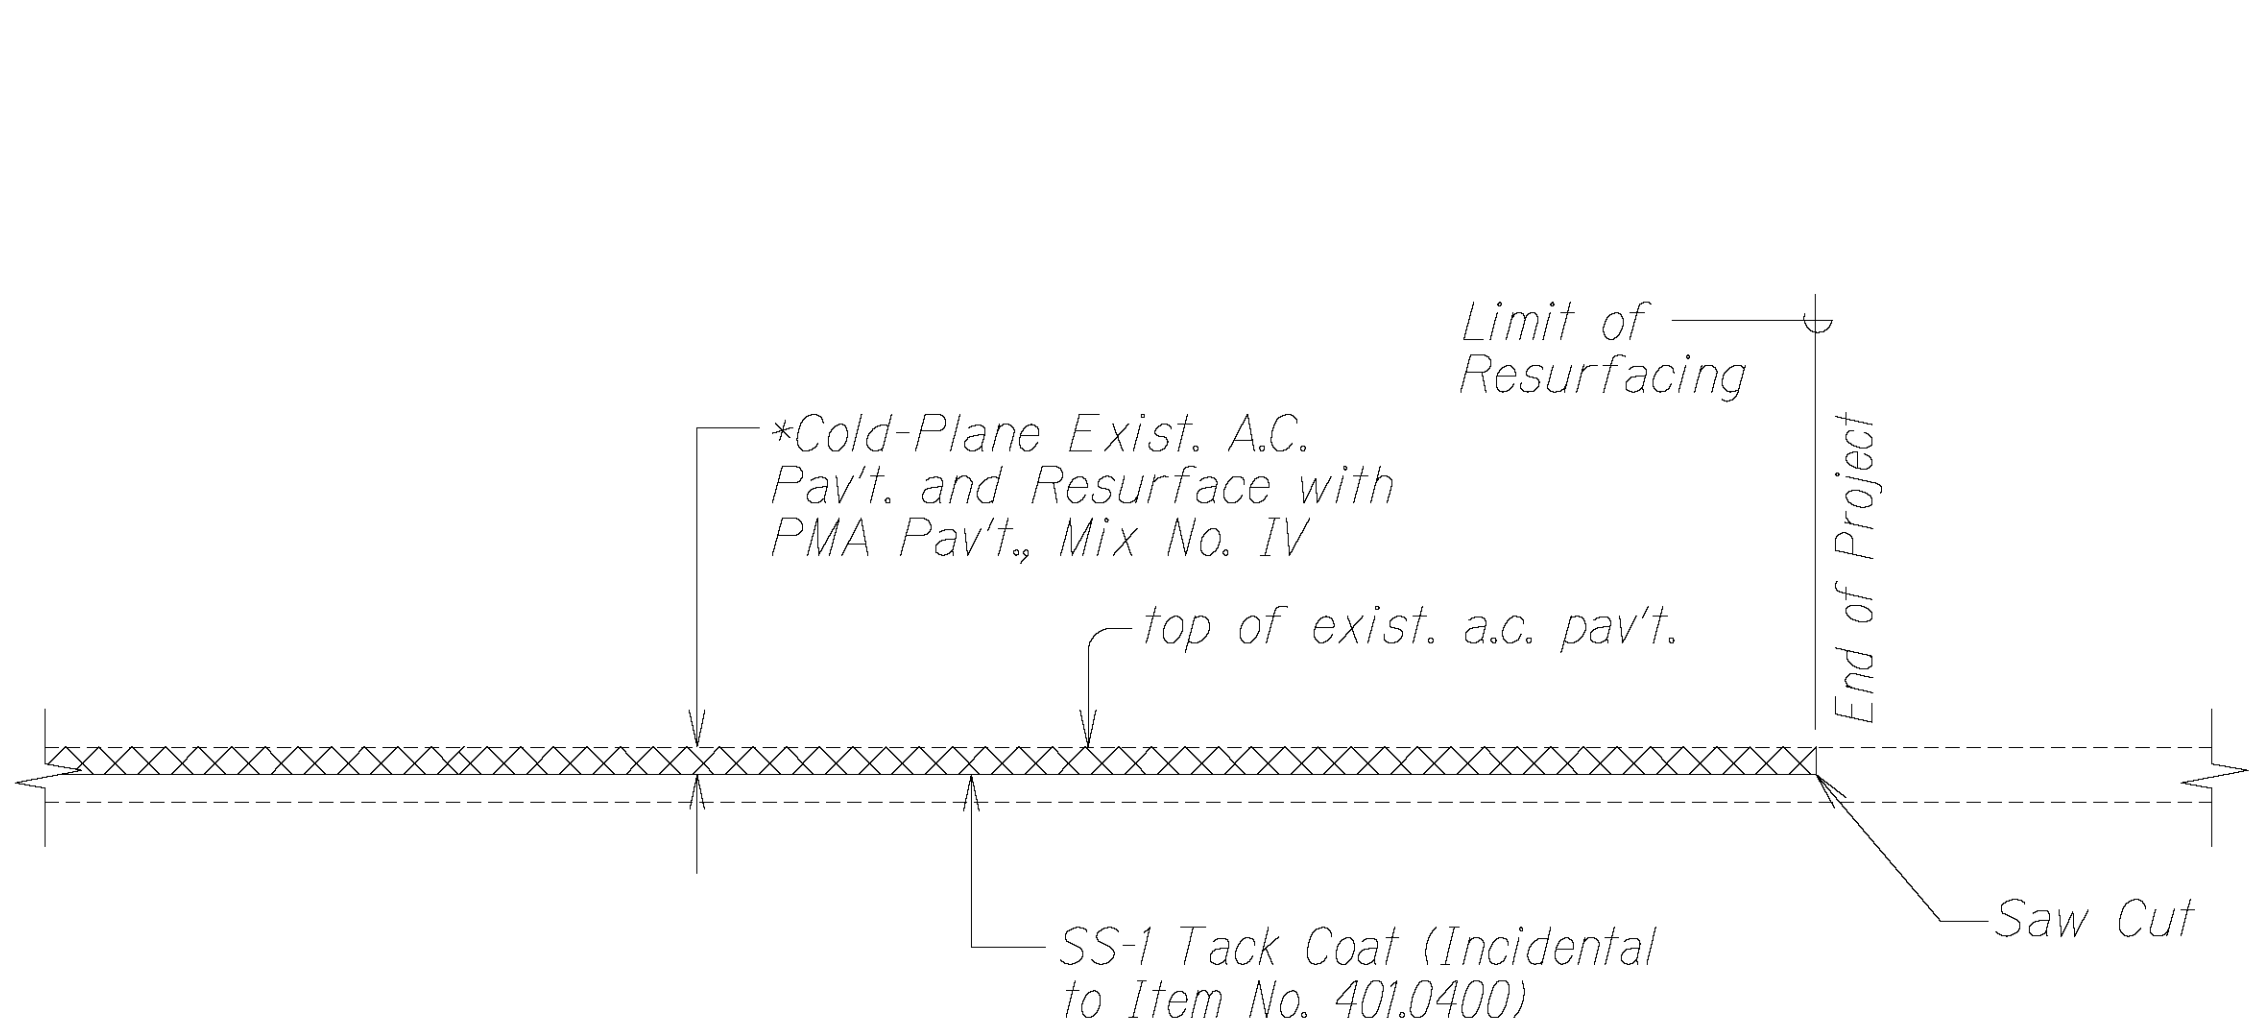 Limit of
Resurfacing
End of Project
*Cold-Plane Exist. A.C.
Pav't. and Resurface with
PMA Pav't., Mix No. IV
top of exist. a.c. pav't.
Saw Cut
SS-1 Tack Coat (Incidental
to Item No. 401.0400)